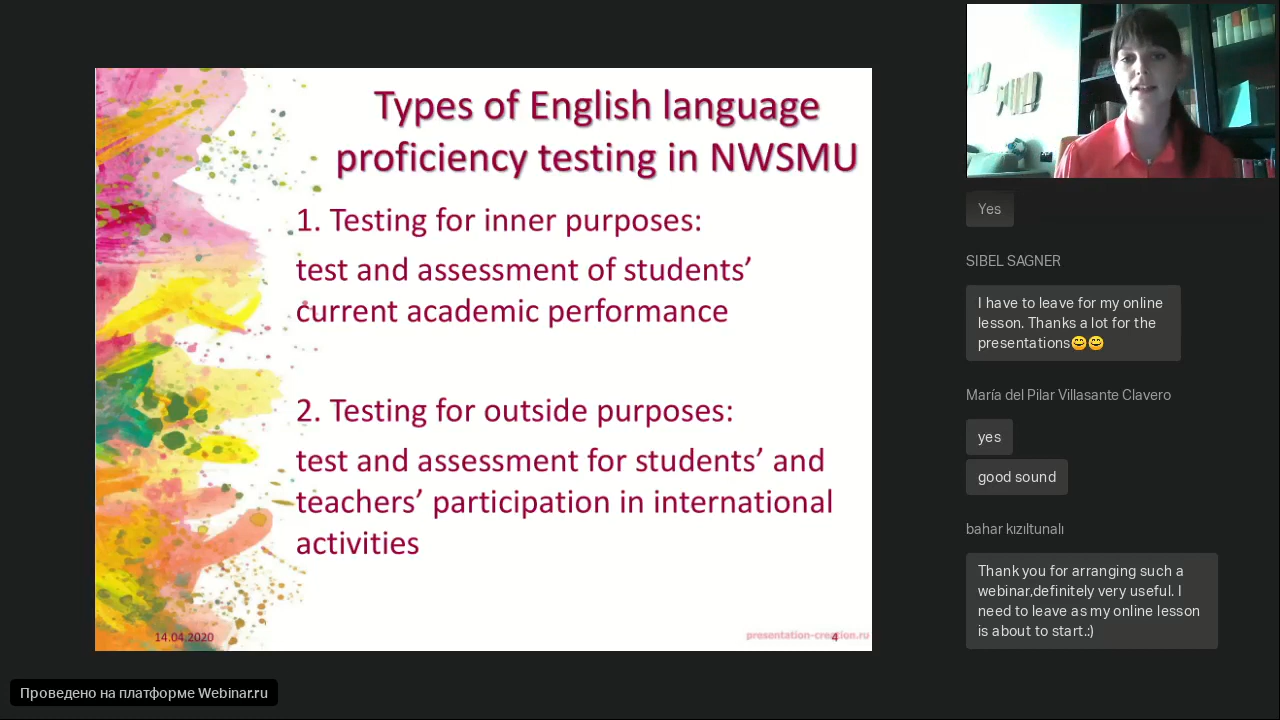 Types of English language
proficiency testing in NWSMU
1. Testing for inner purposes:
test and assessment of students’
current academic performance
2. Testing for outside purposes:
test and assessment for students’ and
teachers’ participation in international
activities
14.04.2020
presentation-creation.ru
4
Yes
SIBEL SAGNER
I have to leave for my online
lesson. Thanks a lot for the
presentations😊😊
María del Pilar Villasante Clavero
yes
good sound
bahar kızıltunalı
Thank you for arranging such a
webinar,definitely very useful. I
need to leave as my online lesson
is about to start.:)
Проведено на платформе Webinar.ru